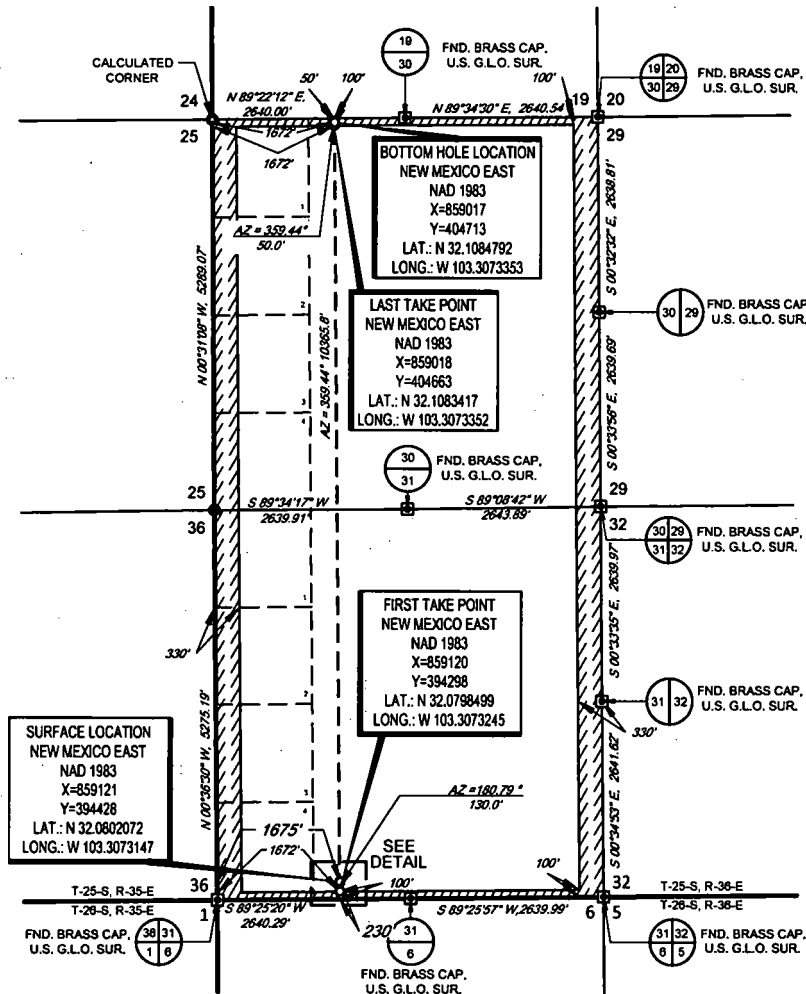 19
30
FND. BRASS CAP,
U.S. G.L.O. SUR.
19 20
30 29
FND. BRASS CAP,
U.S. G.L.O. SUR.
CALCULATED
CORNER
50'
100'
100'
24
N 89°22'12" E,
2640.00'
N 89°34'30" E, 2640.54'
19
20
25
1672'
1672'
29
BOTTOM HOLE LOCATION
NEW MEXICO EAST
NAD 1983
X=859017
Y=404713
LAT.: N 32.1084792
LONG.: W 103.3073353
1
AZ = 359.44°
50.0'
S 00°32'32" E, 2638.81'
N 00°31'08" W, 5289.07'
30 29
FND. BRASS CAP,
U.S. G.L.O. SUR.
LAST TAKE POINT
NEW MEXICO EAST
NAD 1983
X=859018
Y=404663
LAT.: N 32.1083417
LONG.: W 103.3073352
2
AZ = 359.44° 10365.8'
3
4
S 00°33'56" E, 2639.69'
30
31
FND. BRASS CAP,
U.S. G.L.O. SUR.
25
S 89°34'17" W
2639.91'
S 89°08'42" W
2643.89'
29
36
32
30 29
31 32
FND. BRASS CAP,
U.S. G.L.O. SUR.
S 00°33'35" E, 2639.97'
1
FIRST TAKE POINT
NEW MEXICO EAST
NAD 1983
X=859120
Y=394298
LAT.: N 32.0798499
LONG.: W 103.3073245
330'
2
31 32
FND. BRASS CAP,
U.S. G.L.O. SUR.
330'
SURFACE LOCATION
NEW MEXICO EAST
NAD 1983
X=859121
Y=394428
LAT.: N 32.0802072
LONG.: W 103.3073147
N 00°36'30" W, 5275.19'
3
4
AZ =180.79 °
130.0'
S 00°34'53" E, 2641.62'
1675'
1672'
SEE
DETAIL
100'
100'
36
32
T-25-S, R-35-E
T-26-S, R-35-E
1
S 89°25'20" W
2640.29'
S 89°25'57" W,2639.99'
6
5
T-25-S, R-36-E
T-26-S, R-36-E
230'
FND. BRASS CAP,
U.S. G.L.O. SUR.
36 31
1 6
31
6
FND. BRASS CAP,
U.S. G.L.O. SUR.
31 32
6 5
FND. BRASS CAP,
U.S. G.L.O. SUR.